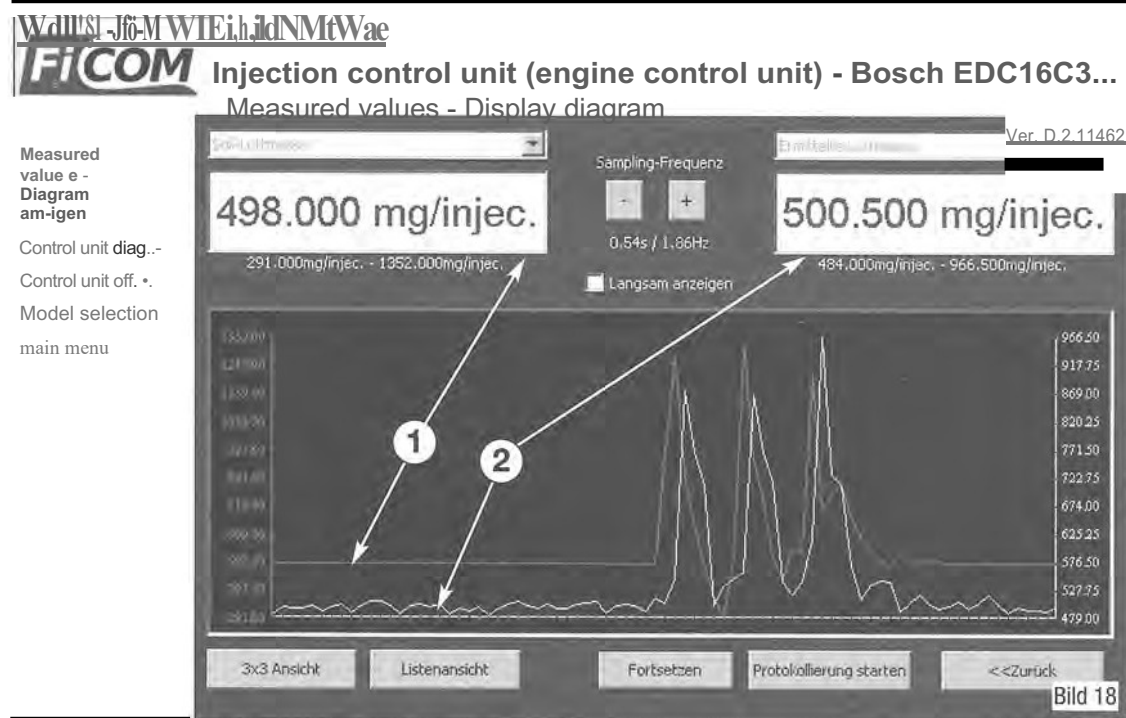 FiCOM
Injection control unit (engine control unit) - Bosch EDC16C3...
Measured values - Display diagram
Ver. D.2.11462
Measured
value e -
Diagram
am-igen
Control unit diag..-
Control unit off. •.
Model selection
main menu
Sampling-Frequenz
- +
0.54s / 1.86Hz
Langsam anzeigen
498.000 mg/injec.
291.000mg/injec. - 1352.000mg/injec.
500.500 mg/injec.
484.000mg/injec. - 966.500mg/injec.
1
2
966.50
917.75
869.00
820.25
771.50
722.75
674.00
625.25
576.50
527.75
479.00
3x3 Ansicht
Listenansicht
Fortsetzen
Protokollierung starten
<<Zurück
Bild 18